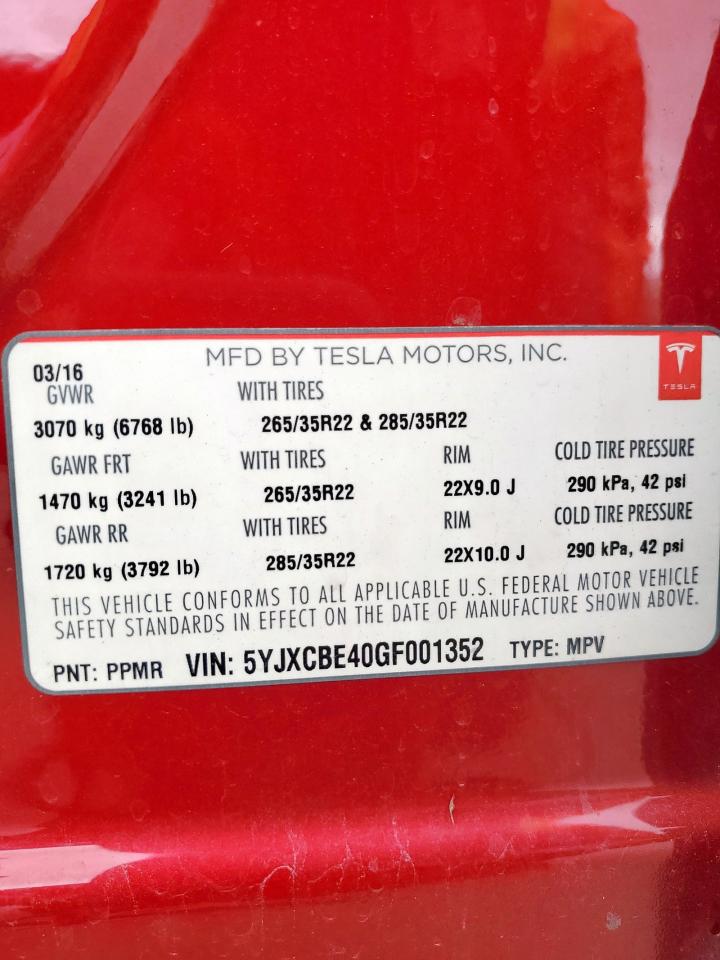 MFD BY TESLA MOTORS, INC.
TESLA
03/16
GVWR WITH TIRES
3070 kg (6768 lb) 265/35R22 & 285/35R22
GAWR FRT WITH TIRES RIM COLD TIRE PRESSURE
1470 kg (3241 lb) 265/35R22 22X9.0 J 290 kPa, 42 psi
GAWR RR WITH TIRES RIM COLD TIRE PRESSURE
1720 kg (3792 lb) 285/35R22 22X10.0 J 290 kPa, 42 psi
THIS VEHICLE CONFORMS TO ALL APPLICABLE U.S. FEDERAL MOTOR VEHICLE
SAFETY STANDARDS IN EFFECT ON THE DATE OF MANUFACTURE SHOWN ABOVE.
PNT: PPMR VIN: 5YJXCBE40GF001352 TYPE: MPV